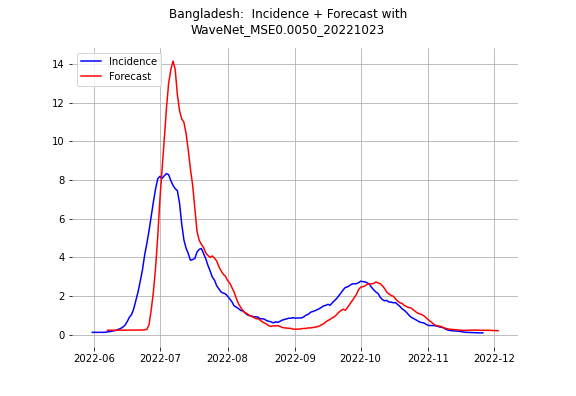 Bangladesh:  Incidence + Forecast with
WaveNet_MSE0.0050_20221023
Incidence
Forecast
14
12
10
8
6
4
2
0
2022-06 2022-07 2022-08 2022-09 2022-10 2022-11 2022-12